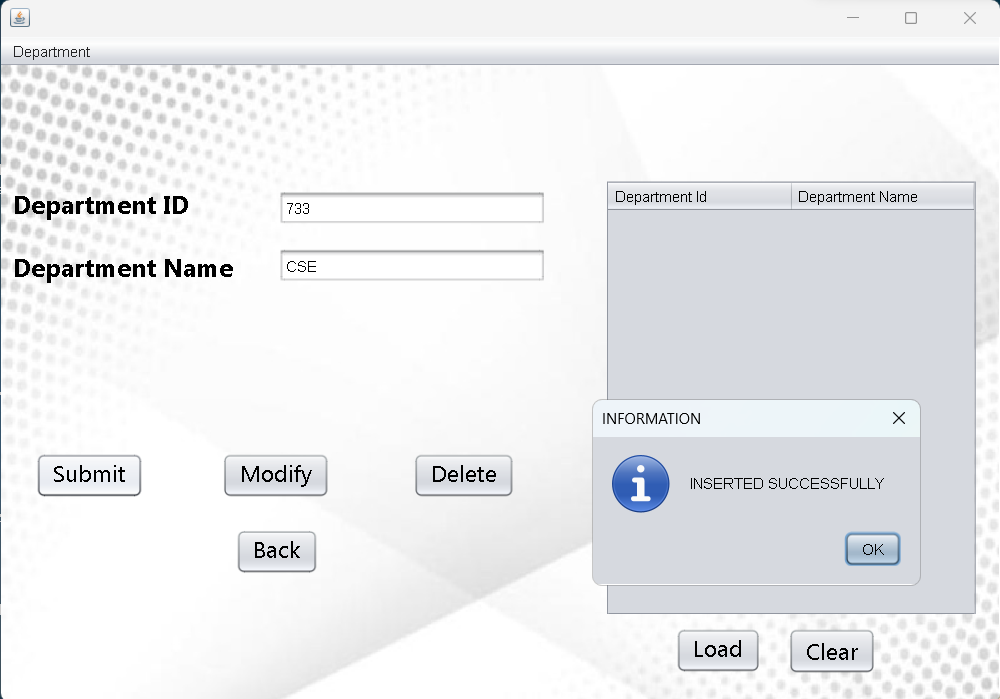 Department
Department ID
733
Department Name
CSE
Department Id
Department Name
INFORMATION
INSERTED SUCCESSFULLY
OK
Submit
Modify
Delete
Back
Load
Clear